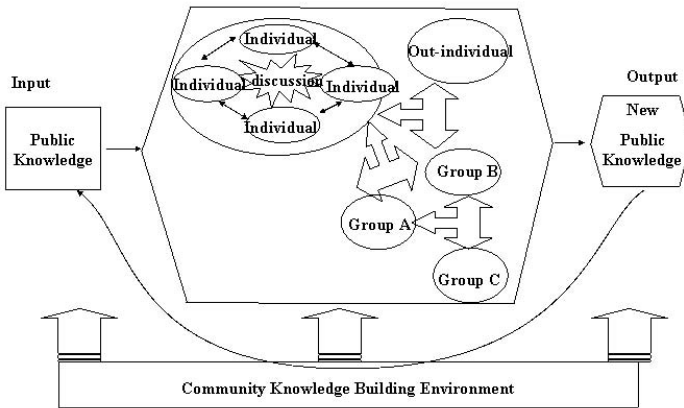 Input
Public
Knowledge
Individual
Individual
discussion
Individual
Individual
Out-individual
Group B
Group A
Group C
Output
New
Public
Knowledge
Community Knowledge Building Environment